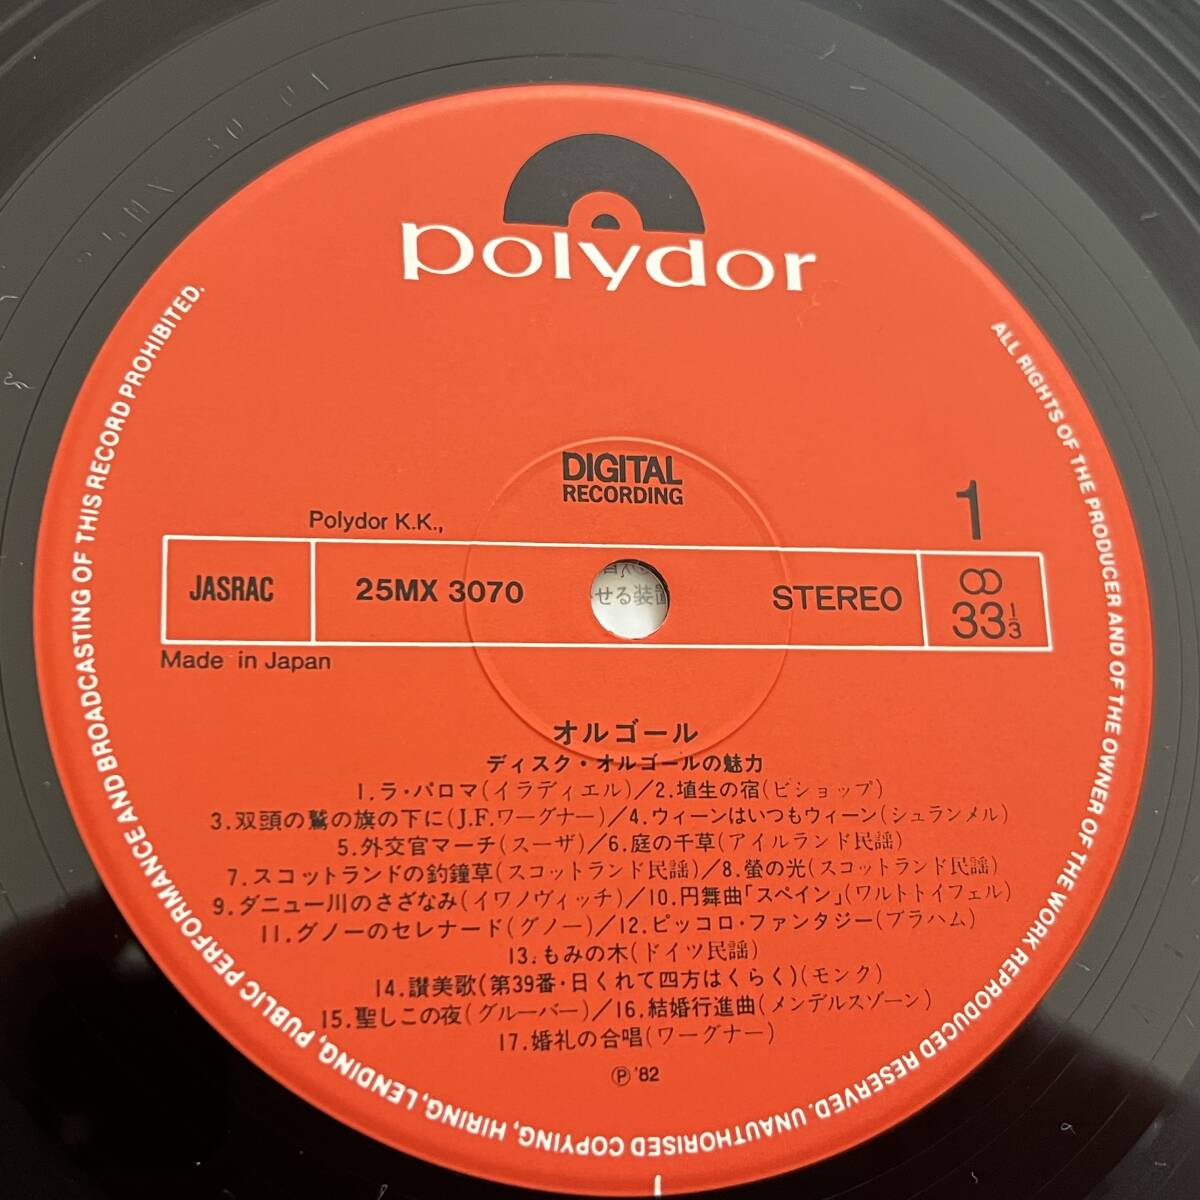 polydor
DIGITAL
RECORDING
1
Polydor K.K.,
JASRAC
25MX 3070
STEREO
33 1/3
Made in Japan
せる装置
オルゴール
ディスク・オルゴールの魅力
1.ラ・パロマ(イラディエル)/2.埴生の宿(ビショップ)
3.双頭の鷲の旗の下に(J.F.ワーグナー)/4.ウィーンはいつもウィーン(シュランメル)
5.外交官マーチ(スーザ)/6.庭の千草(アイルランド民謡)
7.スコットランドの釣鐘草(スコットランド民謡)/8.螢の光(スコットランド民謡)
9.ダニュー川のさざなみ(イワノヴィッチ)/10.円舞曲「スペイン」(ワルトトイフェル)
11.グノーのセレナード(グノー)/12.ピッコロ・ファンタジー(ブラハム)
13.もみの木(ドイツ民謡)
14.讃美歌(第39番・日くれて四方はくらく)(モンク)
15.聖しこの夜(グルーバー)/16.結婚行進曲(メンデルスゾーン)
17.婚礼の合唱(ワーグナー)
Ⓟ'82
ALL RIGHTS OF THE PRODUCER AND OF THE OWNER OF THE WORK REPRODUCED RESERVED. UNAUTHORISED COPYING, HIRING, LENDING, PUBLIC PERFORMANCE AND BROADCASTING OF THIS RECORD PROHIBITED.